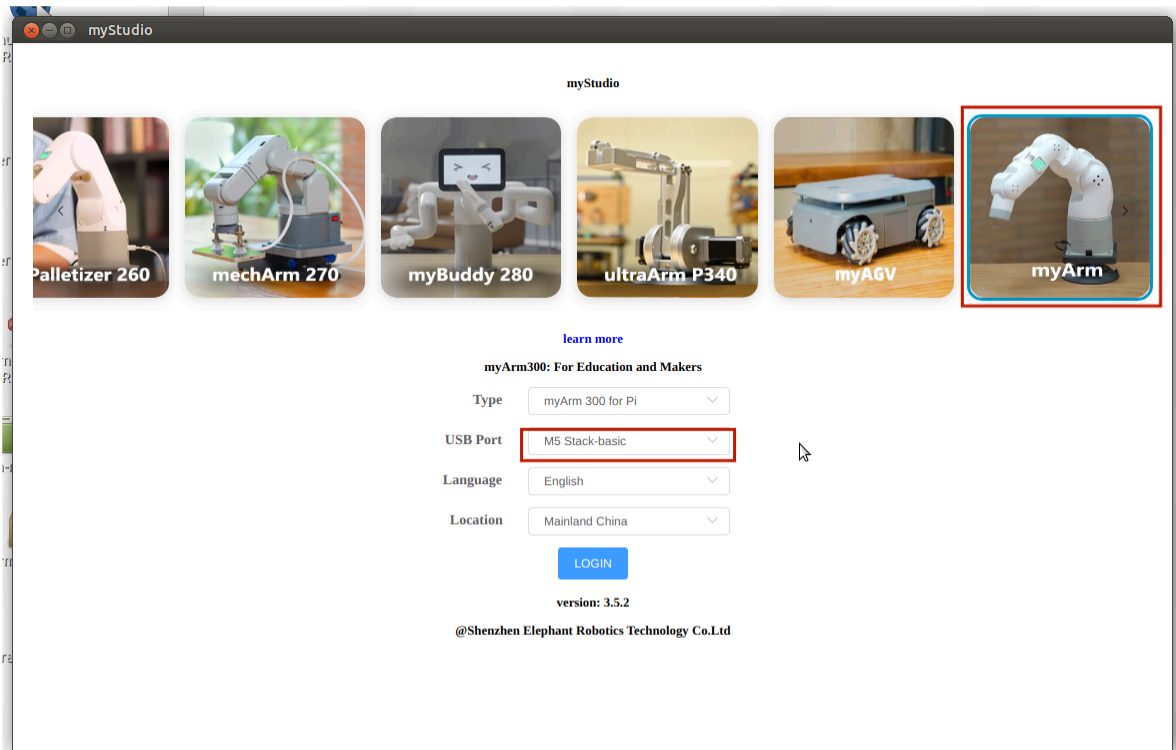 myStudio
myStudio
Palletizer 260
mechArm 270
myBuddy 280
ultraArm P340
myAGV
myArm
learn more
myArm300: For Education and Makers
Type myArm 300 for Pi
USB Port M5 Stack-basic
Language English
Location Mainland China
LOGIN
version: 3.5.2
@Shenzhen Elephant Robotics Technology Co.Ltd